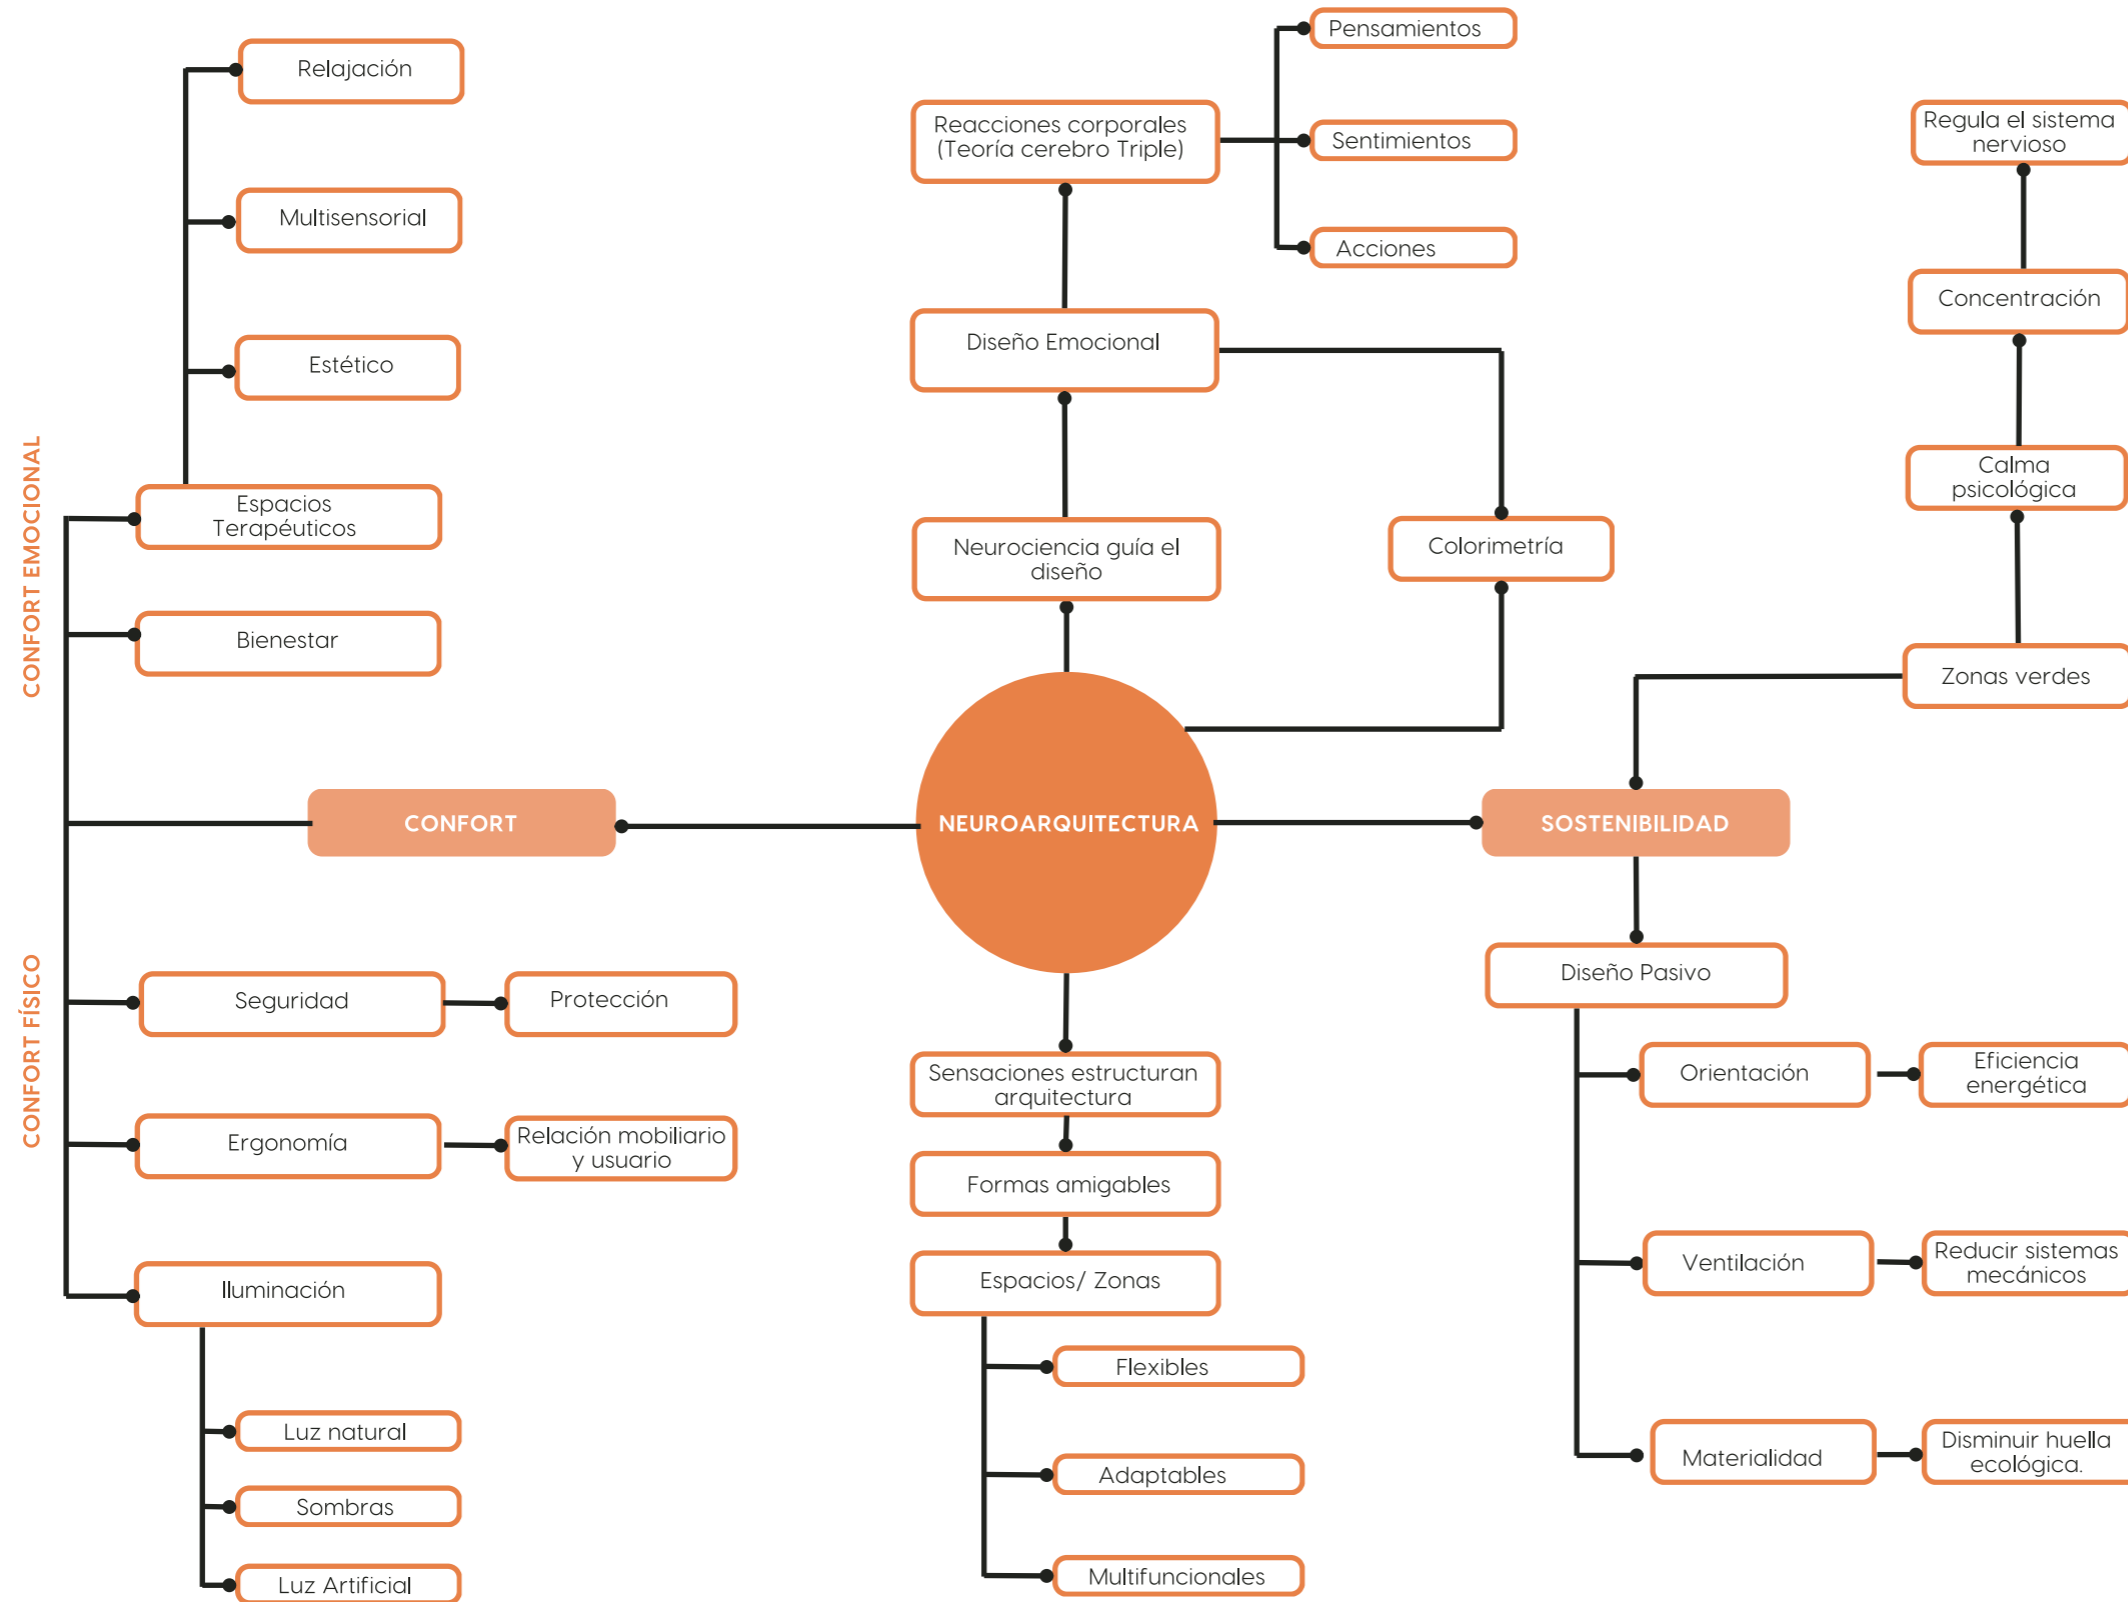 Relajación
Multisensorial
Estético
CONFORT EMOCIONAL
Espacios
Terapéuticos
Bienestar
CONFORT
CONFORT FÍSICO
Seguridad
Protección
Ergonomía
Relación mobiliario
y usuario
Iluminación
Luz natural
Sombras
Luz Artificial
Pensamientos
Reacciones corporales
(Teoría cerebro Triple)
Sentimientos
Acciones
Diseño Emocional
Neurociencia guía el
diseño
Colorimetría
NEUROARQUITECTURA
Sensaciones estructuran
arquitectura
Formas amigables
Espacios/ Zonas
Flexibles
Adaptables
Multifuncionales
Regula el sistema
nervioso
Concentración
Calma
psicológica
Zonas verdes
SOSTENIBILIDAD
Diseño Pasivo
Orientación
Eficiencia
energética
Ventilación
Reducir sistemas
mecánicos
Materialidad
Disminuir huella
ecológica.